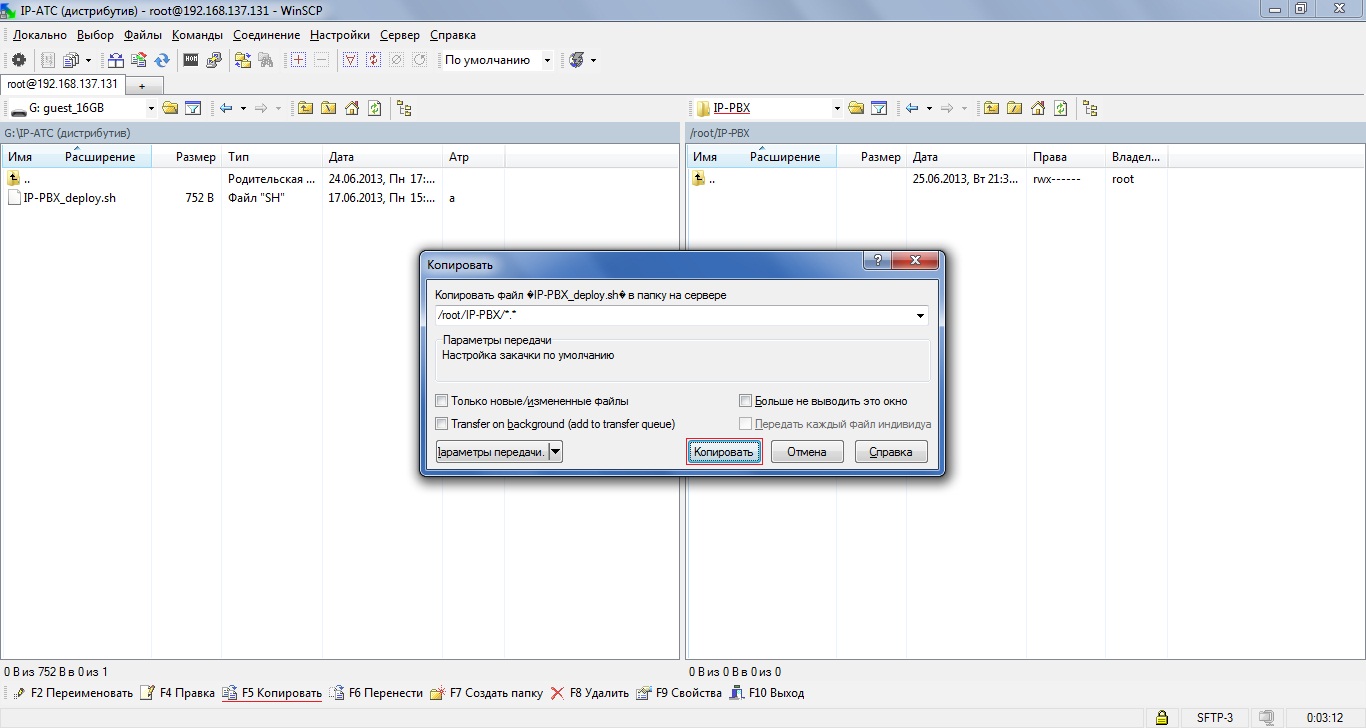 IP-АТС (дистрибутив) - root@192.168.137.131 - WinSCP
Локально Выбор Файлы Команды Соединение Настройки Сервер Справка
По умолчанию
root@192.168.137.131 +
G: guest_16GB IP-PBX
G:\IP-АТС (дистрибутив) /root/IP-PBX
Имя Расширение Размер Тип Дата Атр Имя Расширение Размер Дата Права Владел...
.. Родительская ... 24.06.2013, Пн 17:... .. 25.06.2013, Вт 21:3... rwx------ root
IP-PBX_deploy.sh 752 B Файл "SH" 17.06.2013, Пн 15:... a
Копировать ?
Копировать файл �IP-PBX_deploy.sh� в папку на сервере
/root/IP-PBX/*.*
Параметры передачи
Настройка закачки по умолчанию
Только новые/измененные файлы Больше не выводить это окно
Transfer on background (add to transfer queue) Передать каждый файл индивидуа
араметры передачи. Копировать Отмена Справка
0 B из 752 B в 0 из 1 0 B из 0 B в 0 из 0
F2 Переименовать F4 Правка F5 Копировать F6 Перенести F7 Создать папку F8 Удалить F9 Свойства F10 Выход
SFTP-3 0:03:12